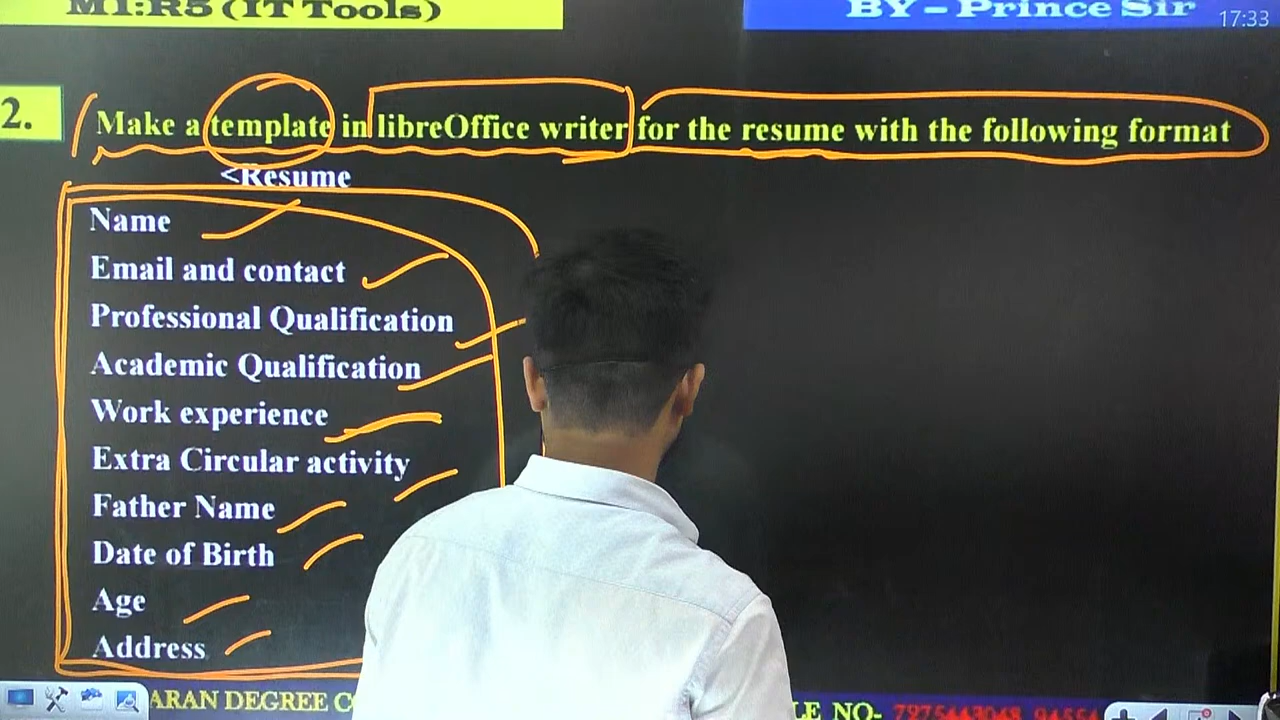 M1:R5 (IT Tools)
BY – Prince Sir
17:33
2.
Make a template in libreOffice writer for the resume with the following format
<Resume
Name
Email and contact
Professional Qualification
Academic Qualification
Work experience
Extra Circular activity
Father Name
Date of Birth
Age
Address
ARAN DEGREE C
LE NO-